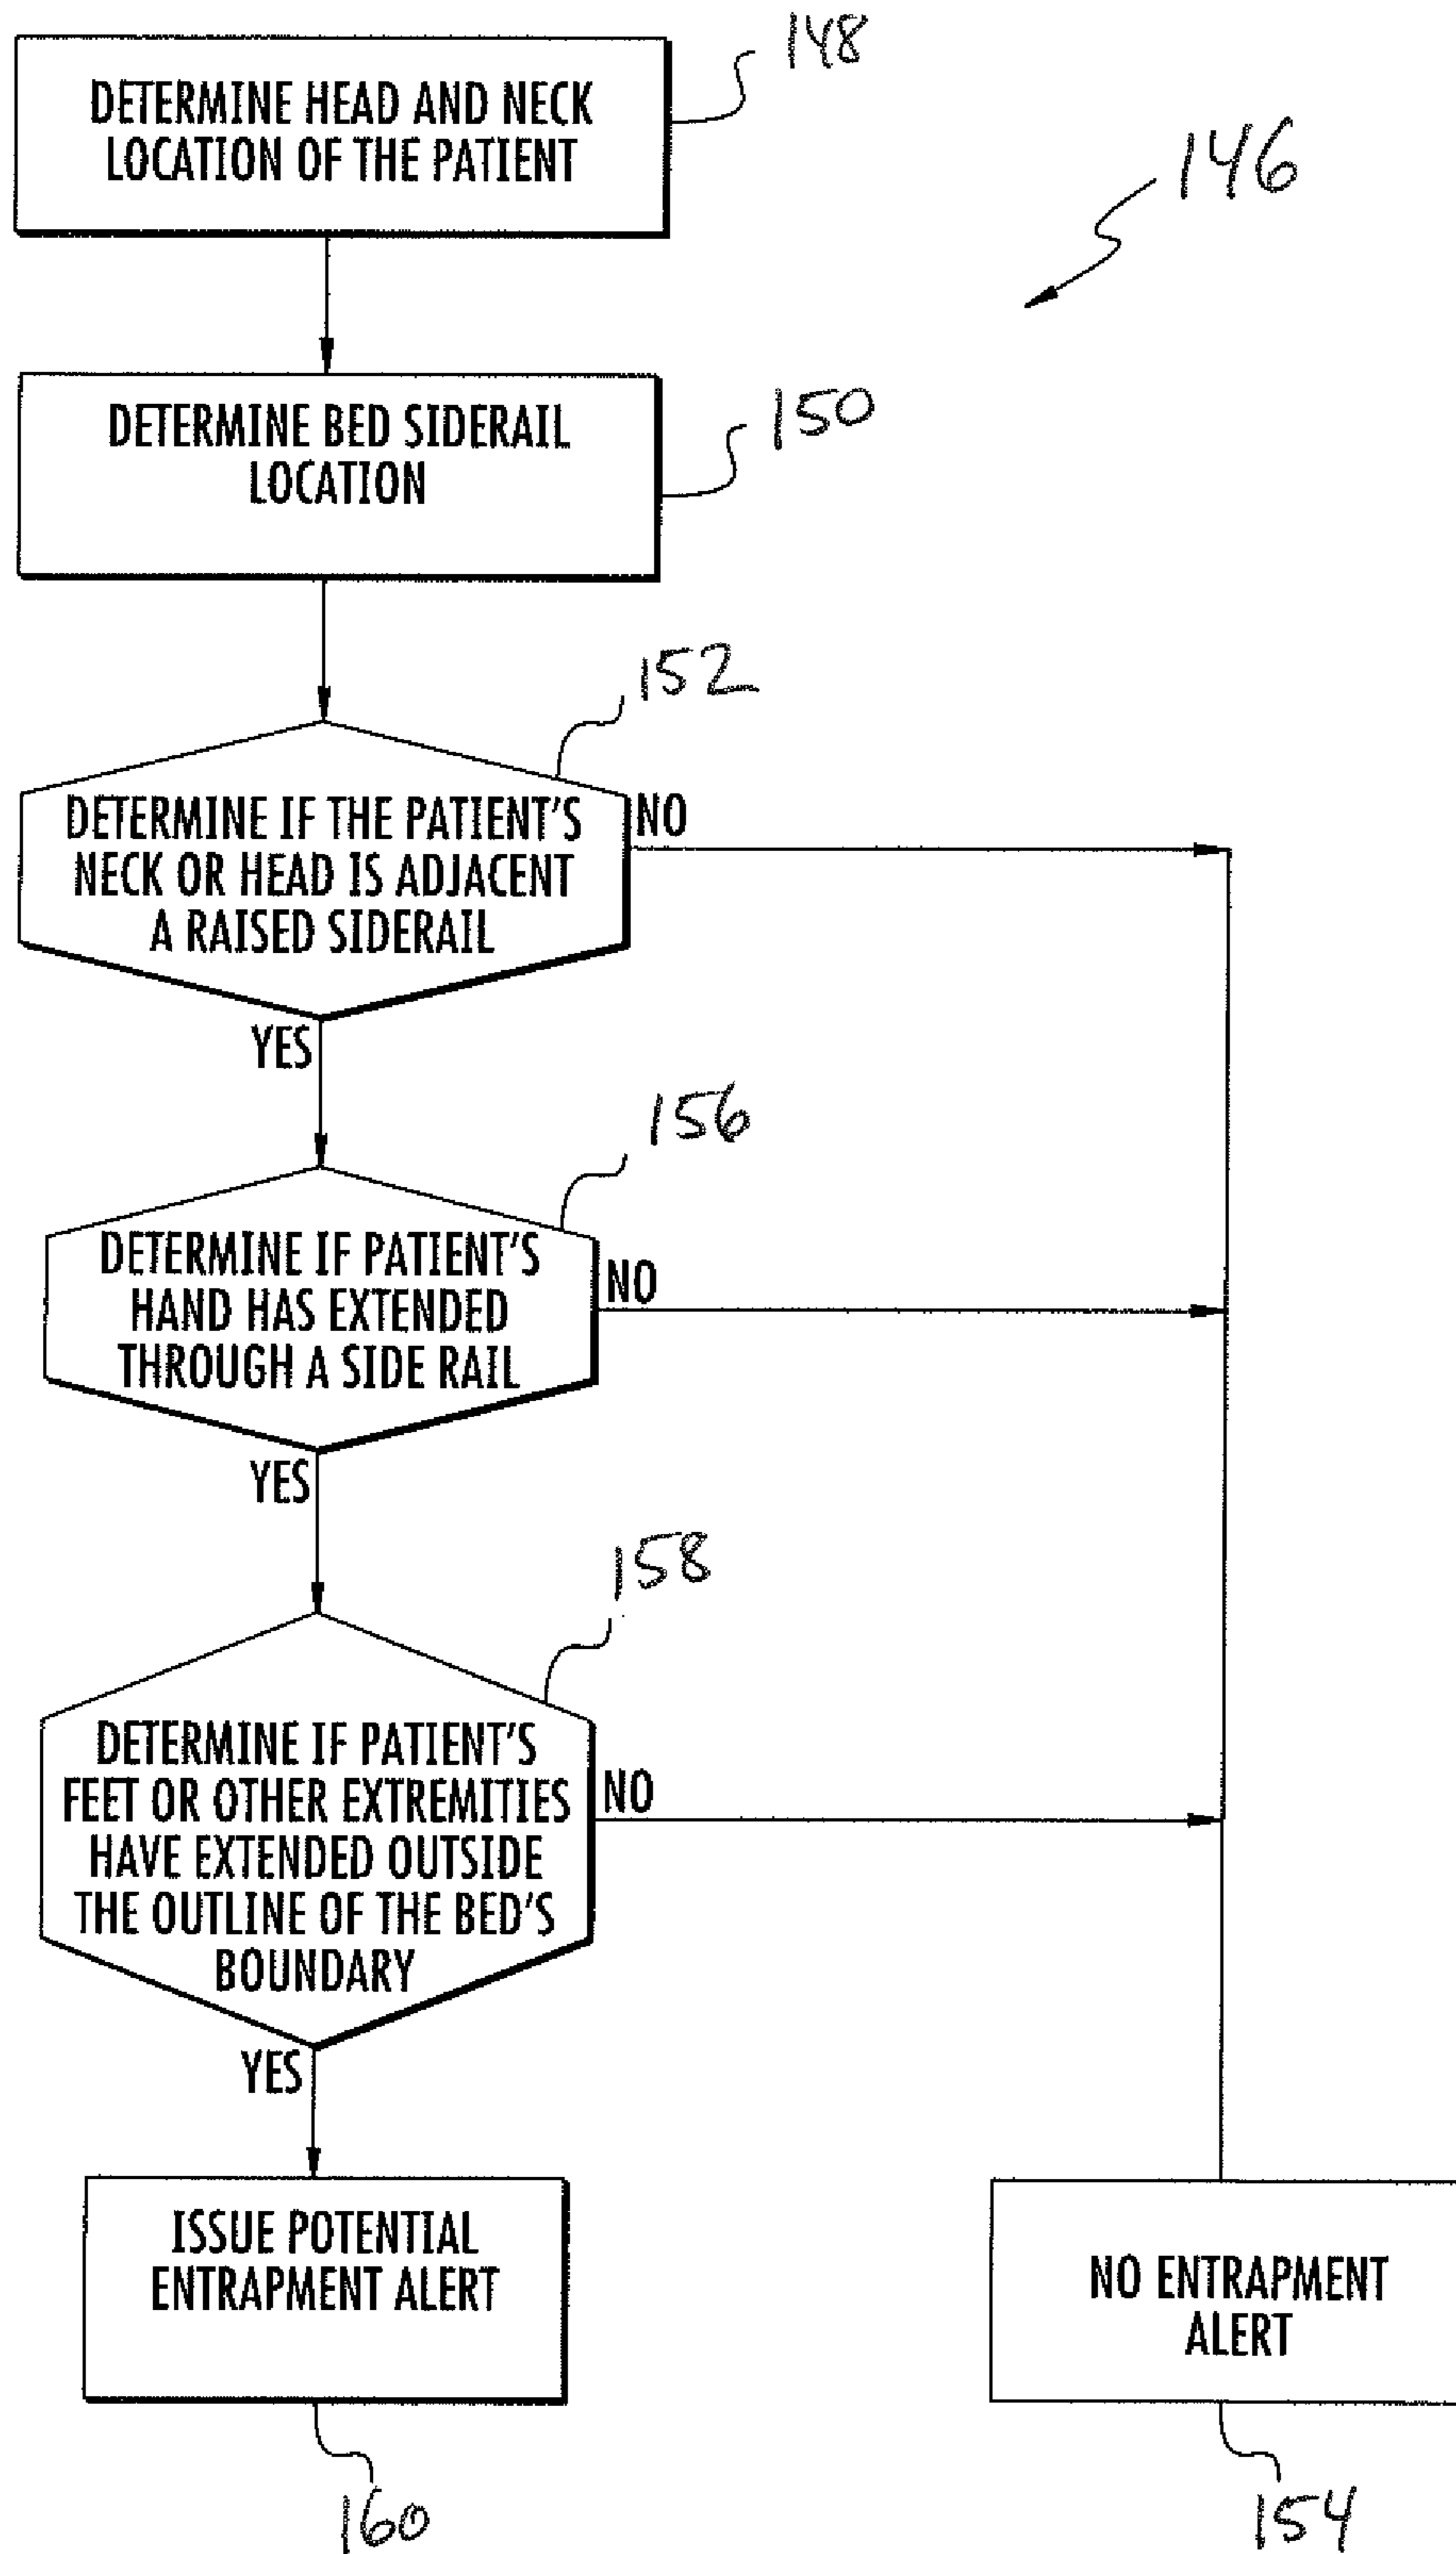 148
DETERMINE HEAD AND NECK
LOCATION OF THE PATIENT
146
DETERMINE BED SIDERAIL
LOCATION
150
152
DETERMINE IF THE PATIENT'S
NECK OR HEAD IS ADJACENT
A RAISED SIDERAIL
NO
YES
156
DETERMINE IF PATIENT'S
HAND HAS EXTENDED
THROUGH A SIDE RAIL
NO
YES
158
DETERMINE IF PATIENT'S
FEET OR OTHER EXTREMITIES
HAVE EXTENDED OUTSIDE
THE OUTLINE OF THE BED'S
BOUNDARY
NO
YES
ISSUE POTENTIAL
ENTRAPMENT ALERT
NO ENTRAPMENT
ALERT
160
154